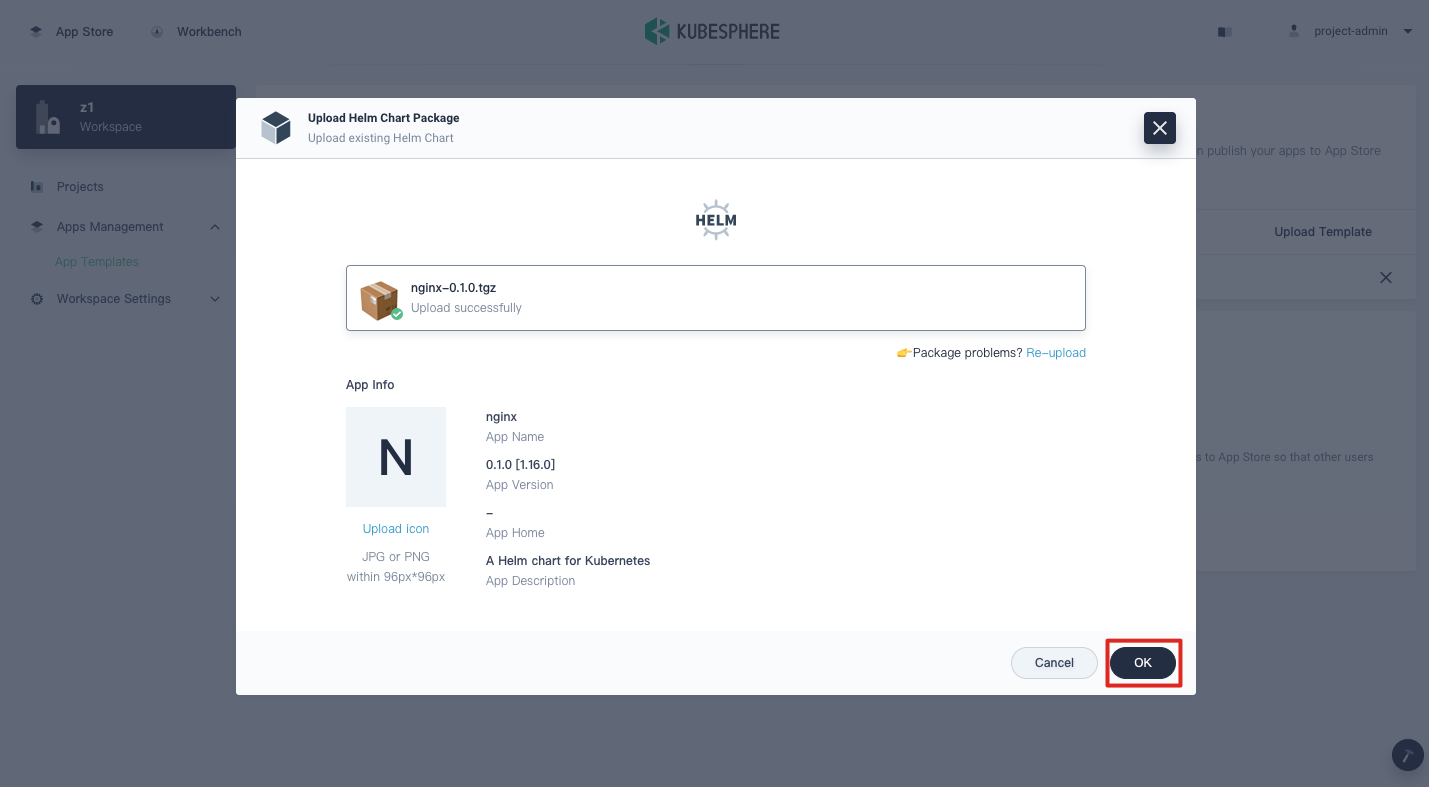 App Store
Workbench
KUBESPHERE
project-admin
z1
Workspace
Projects
Apps Management
App Templates
Workspace Settings
n publish your apps to App Store
Upload Template
s to App Store so that other users
Upload Helm Chart Package
Upload existing Helm Chart
HELM
nginx-0.1.0.tgz
Upload successfully
👉Package problems? Re-upload
App Info
N
Upload icon
JPG or PNG
within 96px*96px
nginx
App Name
0.1.0 [1.16.0]
App Version
-
App Home
A Helm chart for Kubernetes
App Description
Cancel
OK